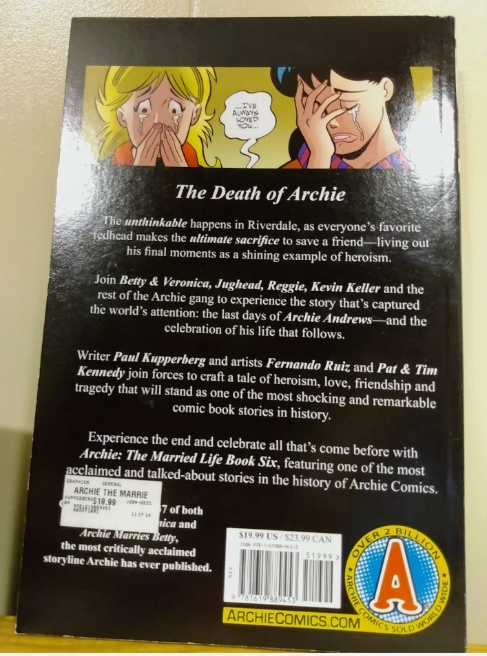 ...I'VE
ALWAYS
LOVED
YOU...
The Death of Archie
The unthinkable happens in Riverdale, as everyone's favorite
redhead makes the ultimate sacrifice to save a friend—living out
his final moments as a shining example of heroism.
Join Betty & Veronica, Jughead, Reggie, Kevin Keller and the
rest of the Archie gang to experience the story that's captured
the world's attention: the last days of Archie Andrews—and the
celebration of his life that follows.
Writer Paul Kupperberg and artists Fernando Ruiz and Pat & Tim
Kennedy join forces to craft a tale of heroism, love, friendship and
tragedy that will stand as one of the most shocking and remarkable
comic book stories in history.
Experience the end and celebrate all that's come before with
Archie: The Married Life Book Six, featuring one of the most
acclaimed and talked-about stories in the history of Archie Comics.
GENERAL
ARCHIE THE MARRIE
$19.99
7 of both
and
Archie Marries Betty,
the most critically acclaimed
storyline Archie has ever published.
$19.99 US / $23.99 CAN
51999>
9 781619 889453
ARCHIECOMICS.COM
OVER 2 BILLION
A
ARCHIE COMICS SOLD WORLD WIDE